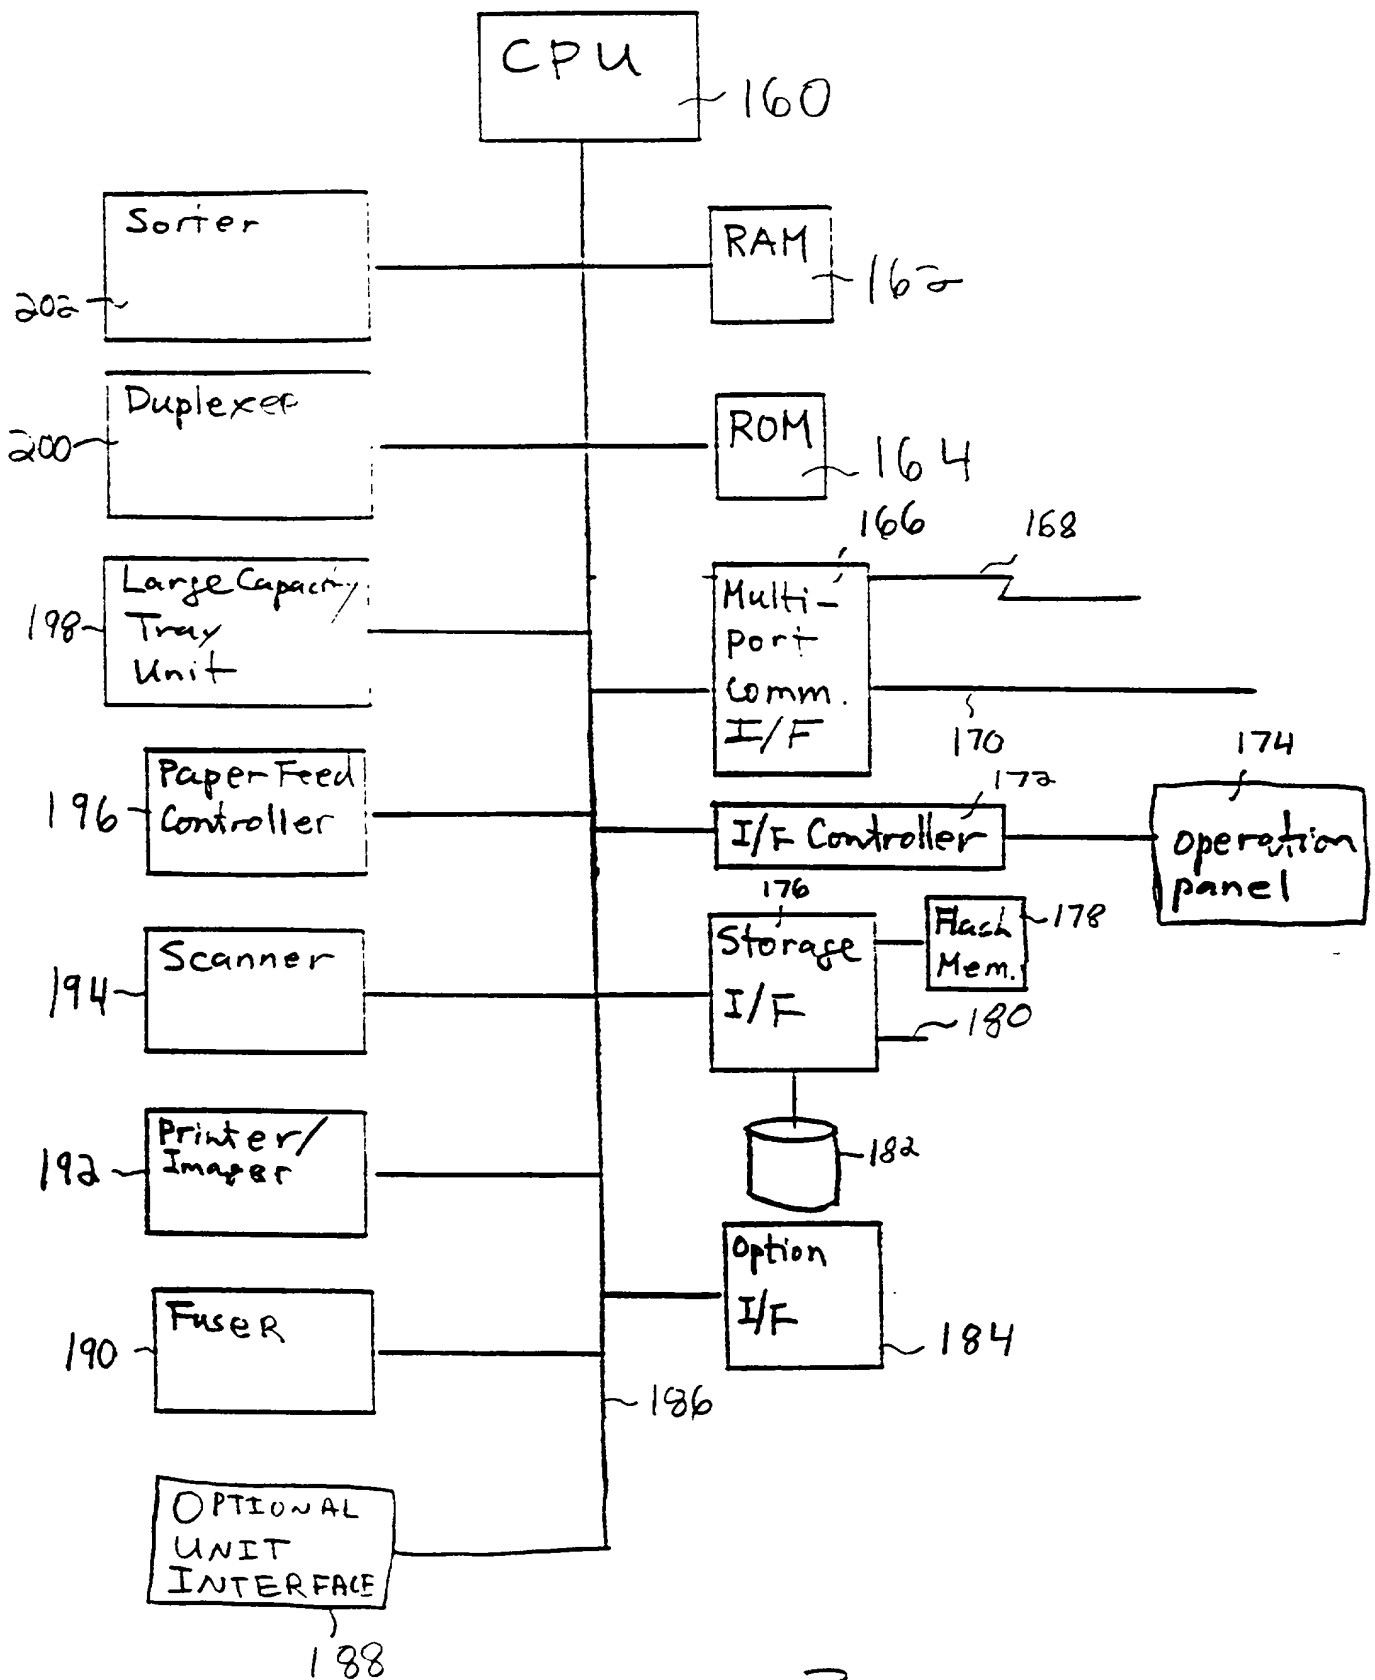 CPU
160
Sorter
202
RAM
162
Duplexer
200
ROM
164
166
168
Large Capacity
Tray
Unit
198
Multi-
port
Comm.
I/F
170
Paper Feed
Controller
196
172
I/F Controller
174
operation
panel
Scanner
194
176
Storage
I/F
Flash
Mem.
178
180
182
Printer/
Imager
192
Option
I/F
184
Fuser
190
186
OPTIONAL
UNIT
INTERFACE
188